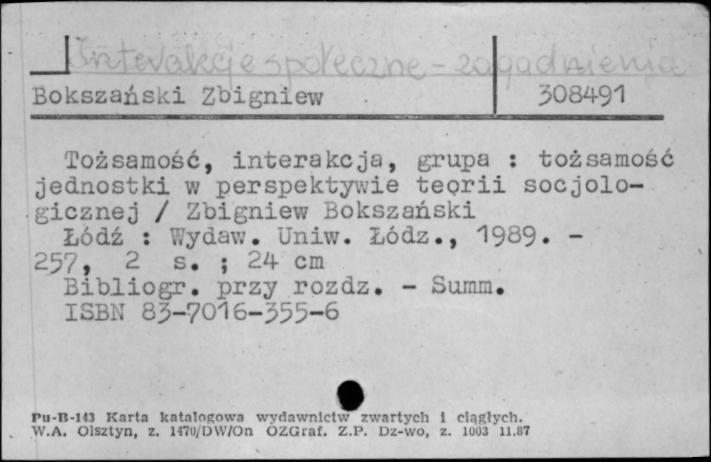 Interakcje społeczne - zagadnienia
Bokszański Zbigniew 308491
Tożsamość, interakcja, grupa : tożsamość
jednostki w perspektywie teorii socjolo-
gicznej / Zbigniew Bokszański
Łódź : Wydaw. Uniw. Łódz., 1989. -
257, 2 s. ; 24 cm
Bibliogr. przy rozdz. - Summ.
ISBN 83-7016-355-6
Pu-B-143 Karta katalogowa wydawnictw zwartych i ciągłych.
W.A. Olsztyn, z. 1470/DW/On OZGraf. Z.P. Dz-wo, z. 1003 11.87